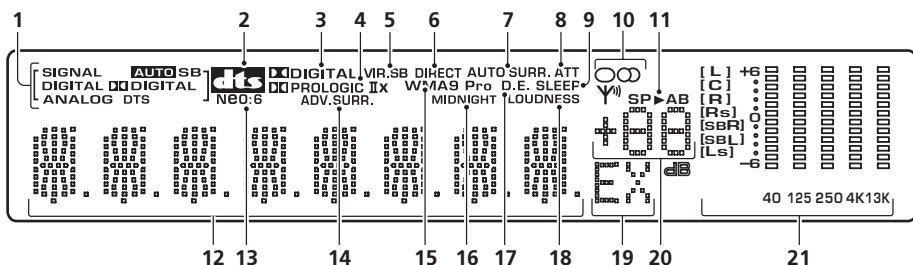 1 2 3 4 5 6 7 8 9 10 11
SIGNAL AUTO SB dts DIGITAL VIR.SB DIRECT AUTO SURR. ATT
DIGITAL DIGITAL PROLOGIC IIx WMA9 Pro D.E. SLEEP
ANALOG DTS Neo:6 ADV.SURR. MIDNIGHT LOUDNESS
SP►AB
[L] +6
[C]
[R]
[Rs] 0
[SBR]
[SBL]
[Ls] -6
+
EX dB
40 125 250 4K 13K
12 13 14 15 16 17 18 19 20 21